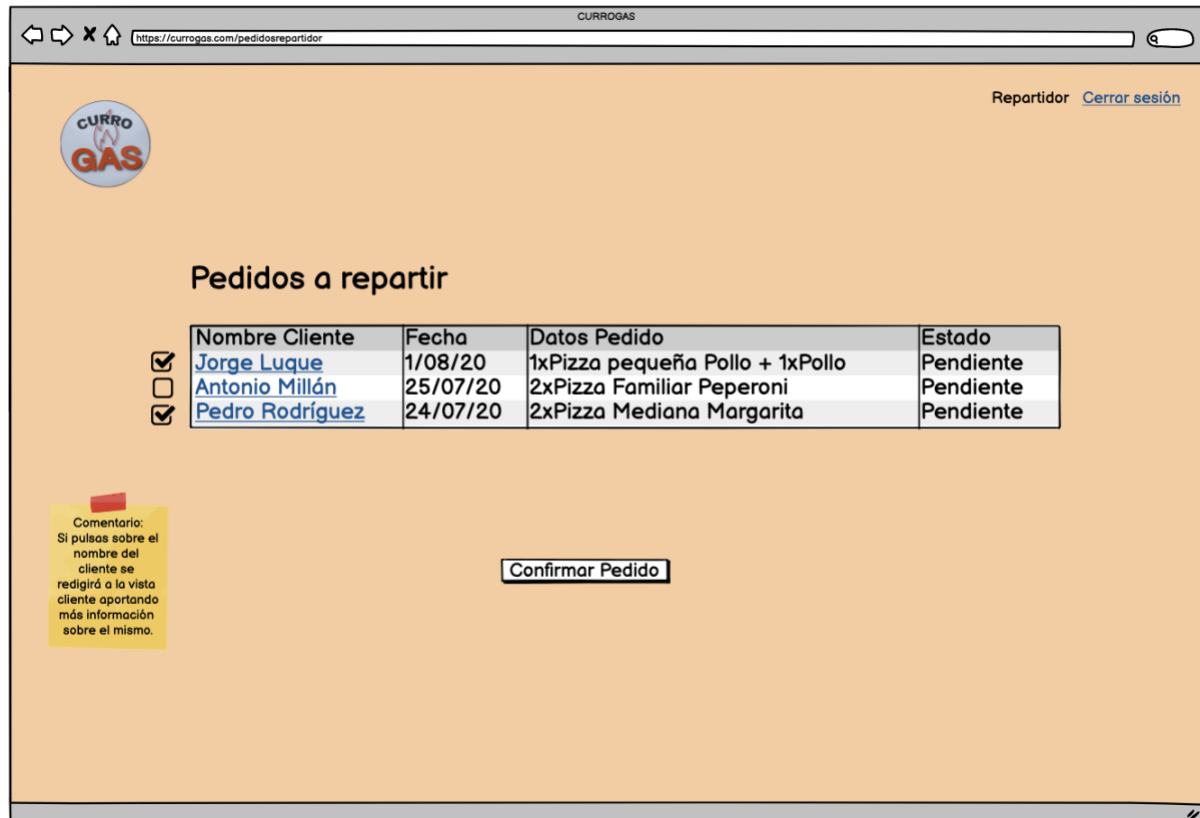 CURROGAS
https://currogas.com/pedidosrepartidor
Repartidor Cerrar sesión
CURRO
GAS
Pedidos a repartir
Nombre Cliente Fecha Datos Pedido Estado
Jorge Luque 1/08/20 1xPizza pequeña Pollo + 1xPollo Pendiente
Antonio Millán 25/07/20 2xPizza Familiar Peperoni Pendiente
Pedro Rodríguez 24/07/20 2xPizza Mediana Margarita Pendiente
Comentario:
Si pulsas sobre el
nombre del
cliente se
redigirá a la vista
cliente aportando
más información
sobre el mismo.
Confirmar Pedido